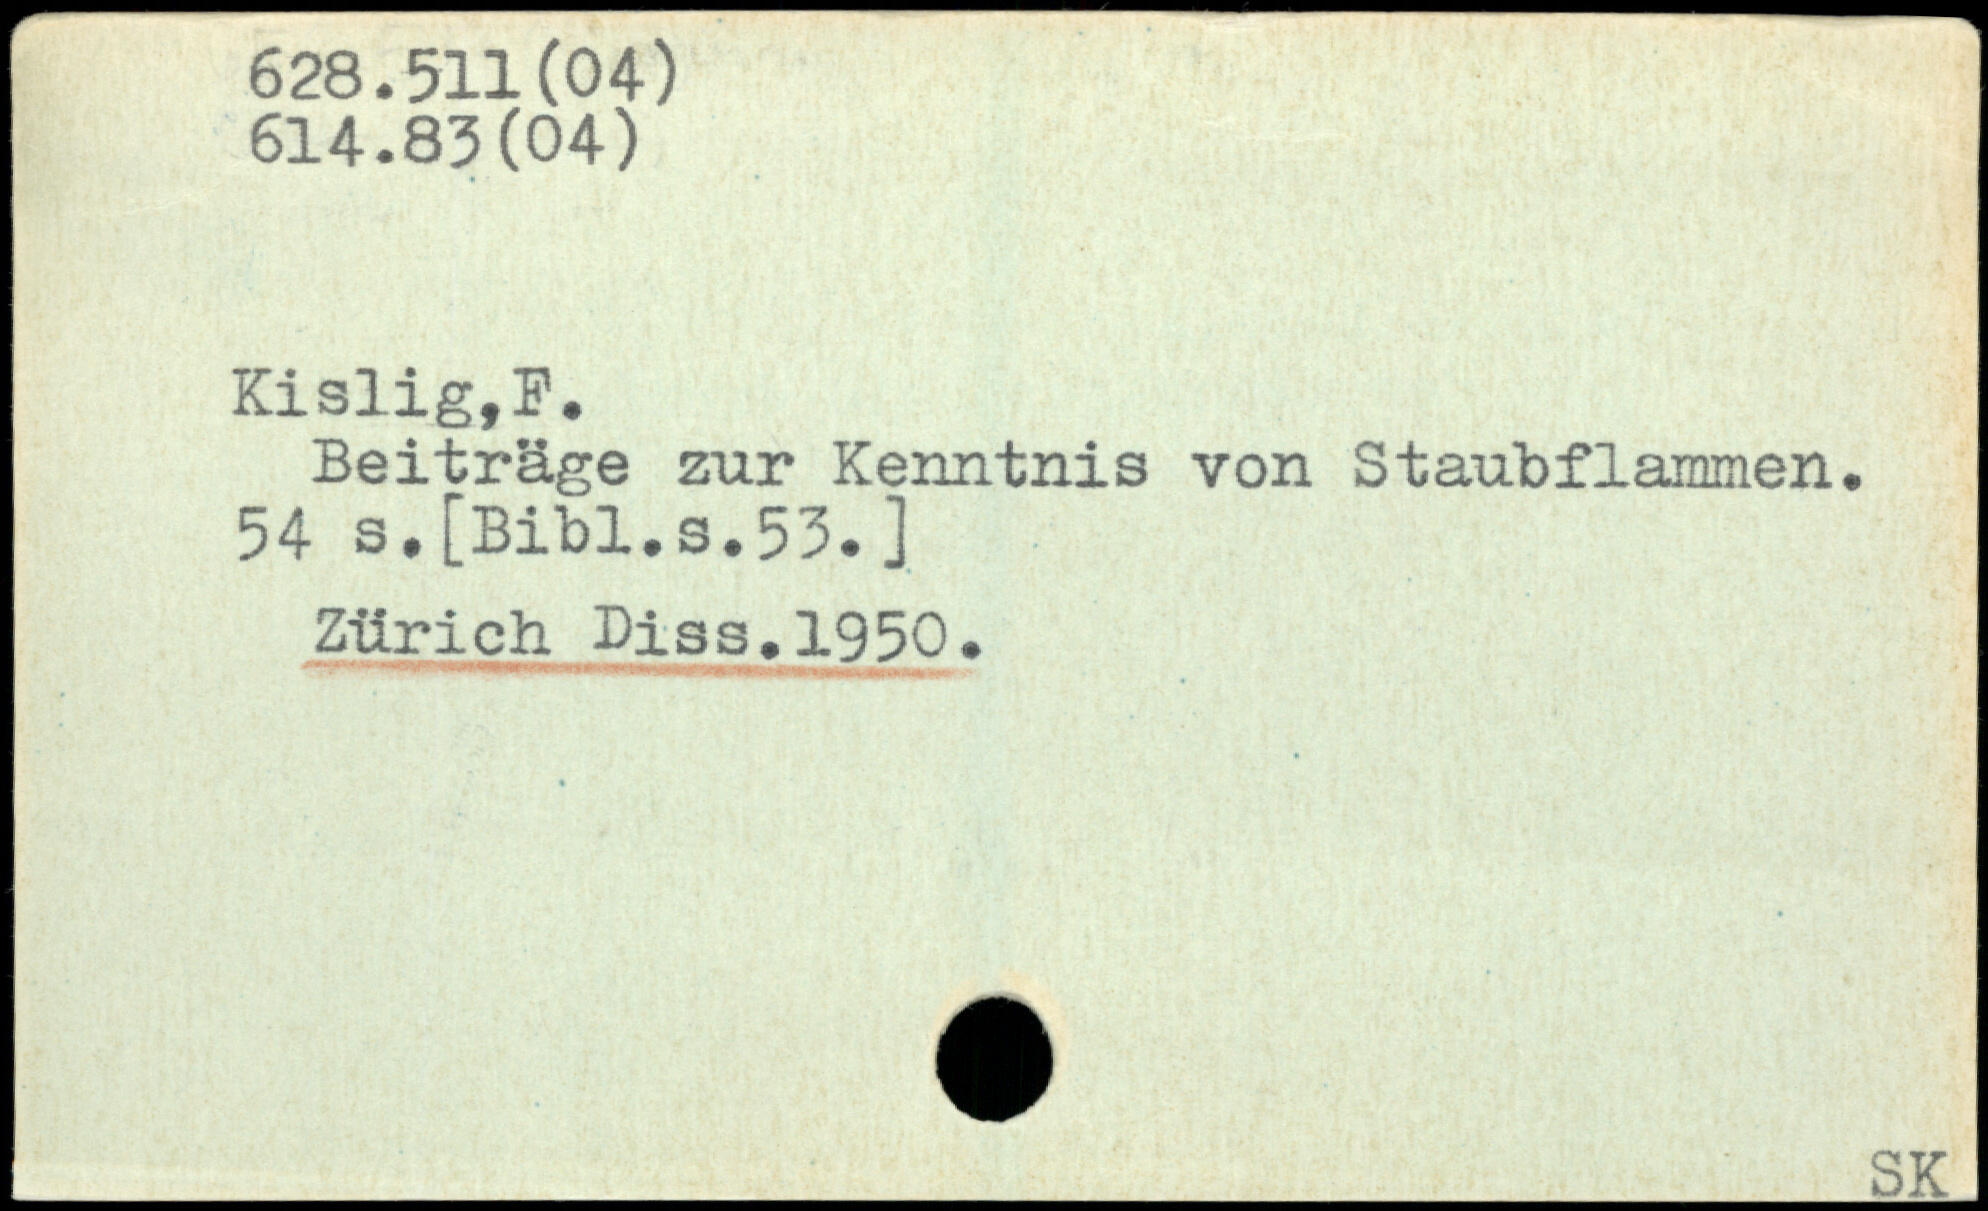 628.511(04)
614.83(04)
Kislig,F.
Beiträge zur Kenntnis von Staubflammen.
54 s.[Bibl.s.53.]
Zürich Diss.1950.
SK